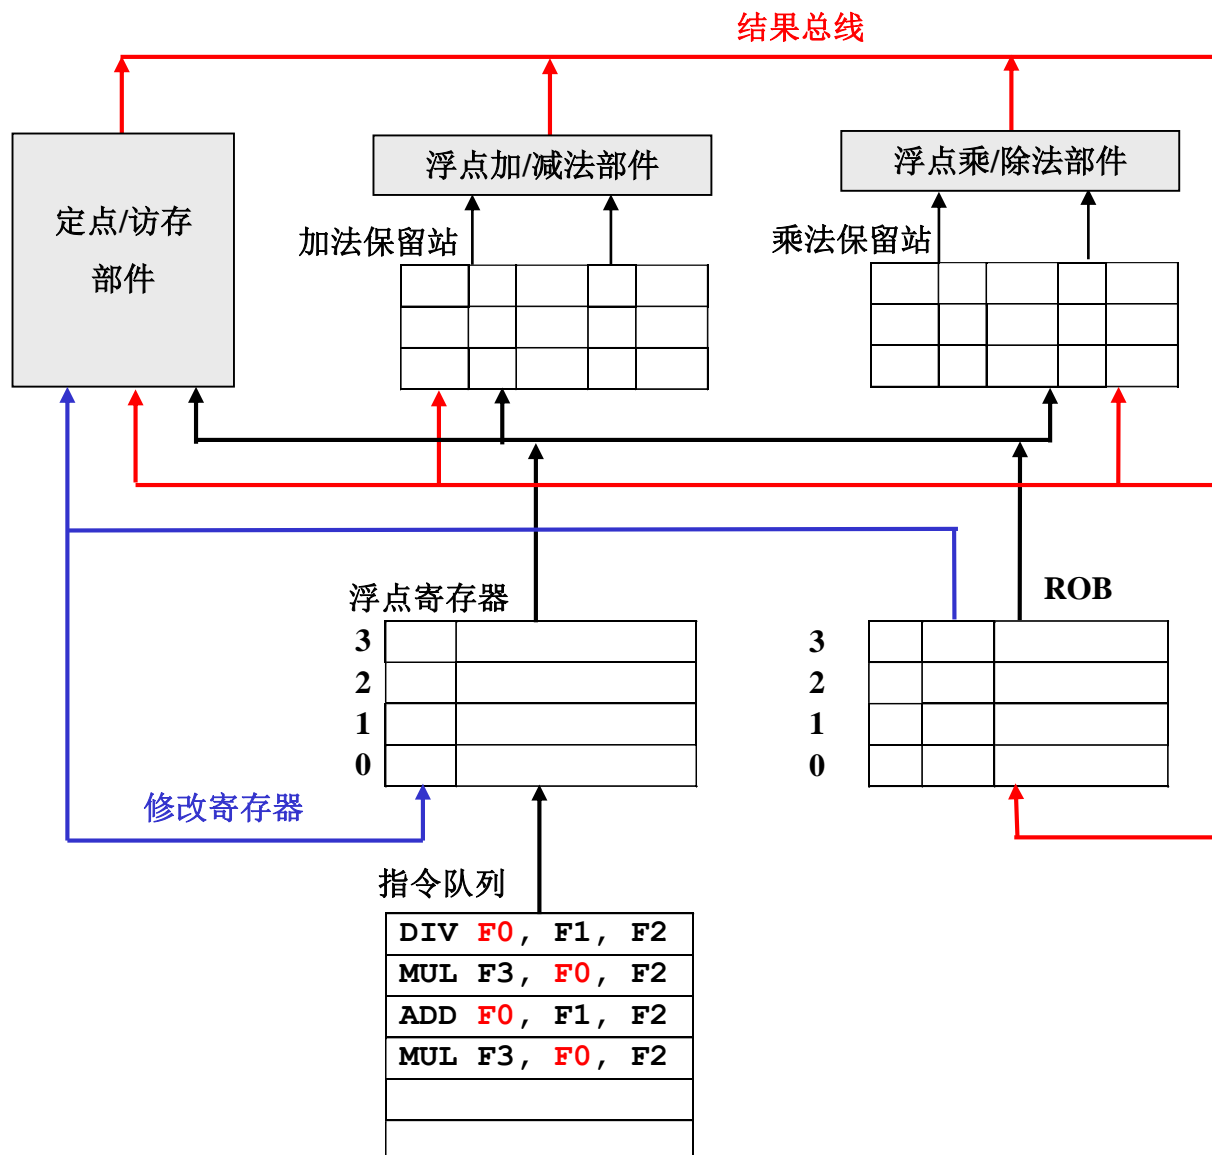 结果总线
浮点加/减法部件
浮点乘/除法部件
定点/访存
部件
加法保留站
乘法保留站
浮点寄存器
ROB
3
2
1
0
3
2
1
0
修改寄存器
指令队列
DIV F0, F1, F2
MUL F3, F0, F2
ADD F0, F1, F2
MUL F3, F0, F2